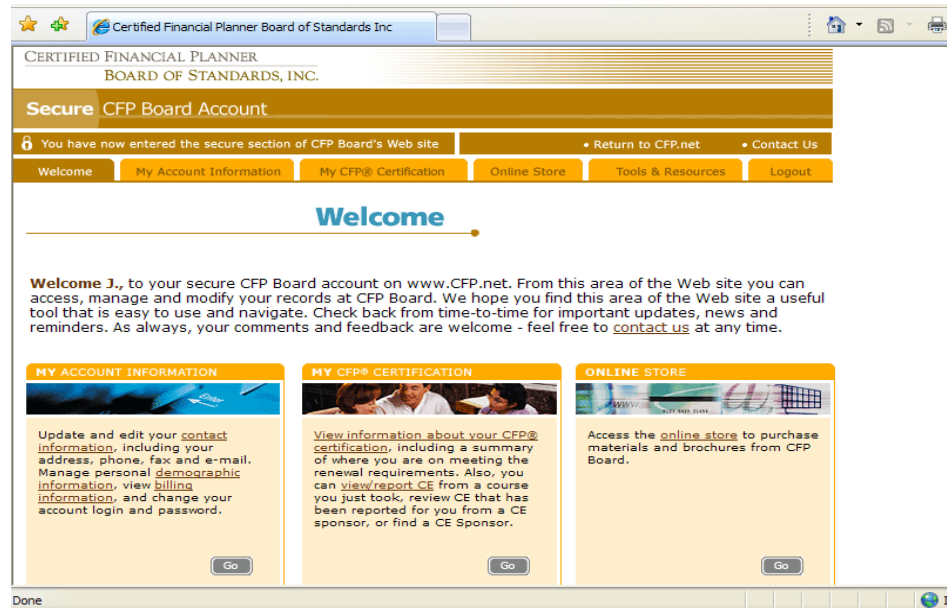 Certified Financial Planner Board of Standards Inc
CERTIFIED FINANCIAL PLANNER
BOARD OF STANDARDS, INC.
Secure CFP Board Account
You have now entered the secure section of CFP Board's Web site
• Return to CFP.net • Contact Us
Welcome My Account Information My CFP® Certification Online Store Tools & Resources Logout
Welcome
Welcome J., to your secure CFP Board account on www.CFP.net. From this area of the Web site you can
access, manage and modify your records at CFP Board. We hope you find this area of the Web site a useful
tool that is easy to use and navigate. Check back from time-to-time for important updates, news and
reminders. As always, your comments and feedback are welcome - feel free to contact us at any time.
MY ACCOUNT INFORMATION
Enter
Update and edit your contact
information, including your
address, phone, fax and e-mail.
Manage personal demographic
information, view billing
information, and change your
account login and password.
Go
MY CFP® CERTIFICATION
View information about your CFP®
certification, including a summary
of where you are on meeting the
renewal requirements. Also, you
can view/report CE from a course
you just took, review CE that has
been reported for you from a CE
sponsor, or find a CE Sponsor.
Go
ONLINE STORE
www.
Access the online store to purchase
materials and brochures from CFP
Board.
Go
Done